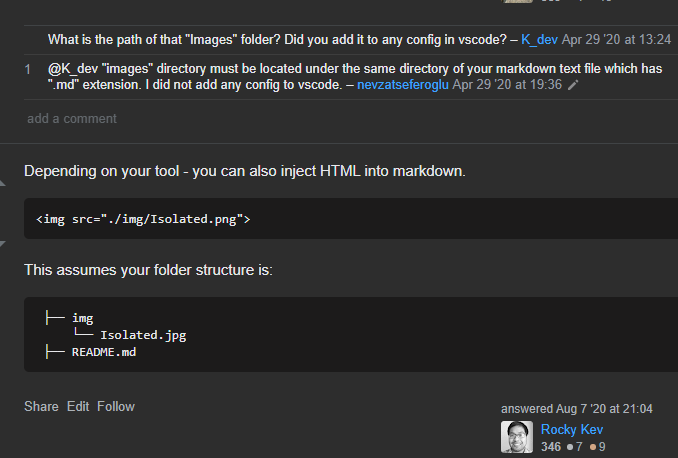 What is the path of that "Images" folder? Did you add it to any config in vscode? – K_dev Apr 29 '20 at 13:24
1 @K_dev "images" directory must be located under the same directory of your markdown text file which has
".md" extension. I did not add any config to vscode. – nevzatseferoglu Apr 29 '20 at 19:36
add a comment
Depending on your tool - you can also inject HTML into markdown.
<img src="./img/Isolated.png">
This assumes your folder structure is:
├── img
└── Isolated.jpg
├── README.md
Share Edit Follow
answered Aug 7 '20 at 21:04
Rocky Kev
346 ●7 ●9